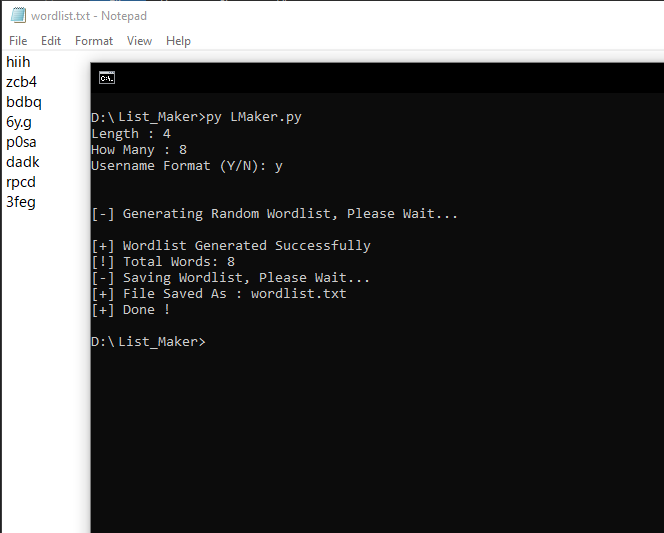 wordlist.txt - Notepad
File Edit Format View Help
hiih
zcb4
bdbq
6y.g
p0sa
dadk
rpcd
3feg
C:\.
D:\List_Maker>py LMaker.py
Length : 4
How Many : 8
Username Format (Y/N): y
[-] Generating Random Wordlist, Please Wait...
[+] Wordlist Generated Successfully
[!] Total Words: 8
[-] Saving Wordlist, Please Wait...
[+] File Saved As : wordlist.txt
[+] Done !
D:\List_Maker>